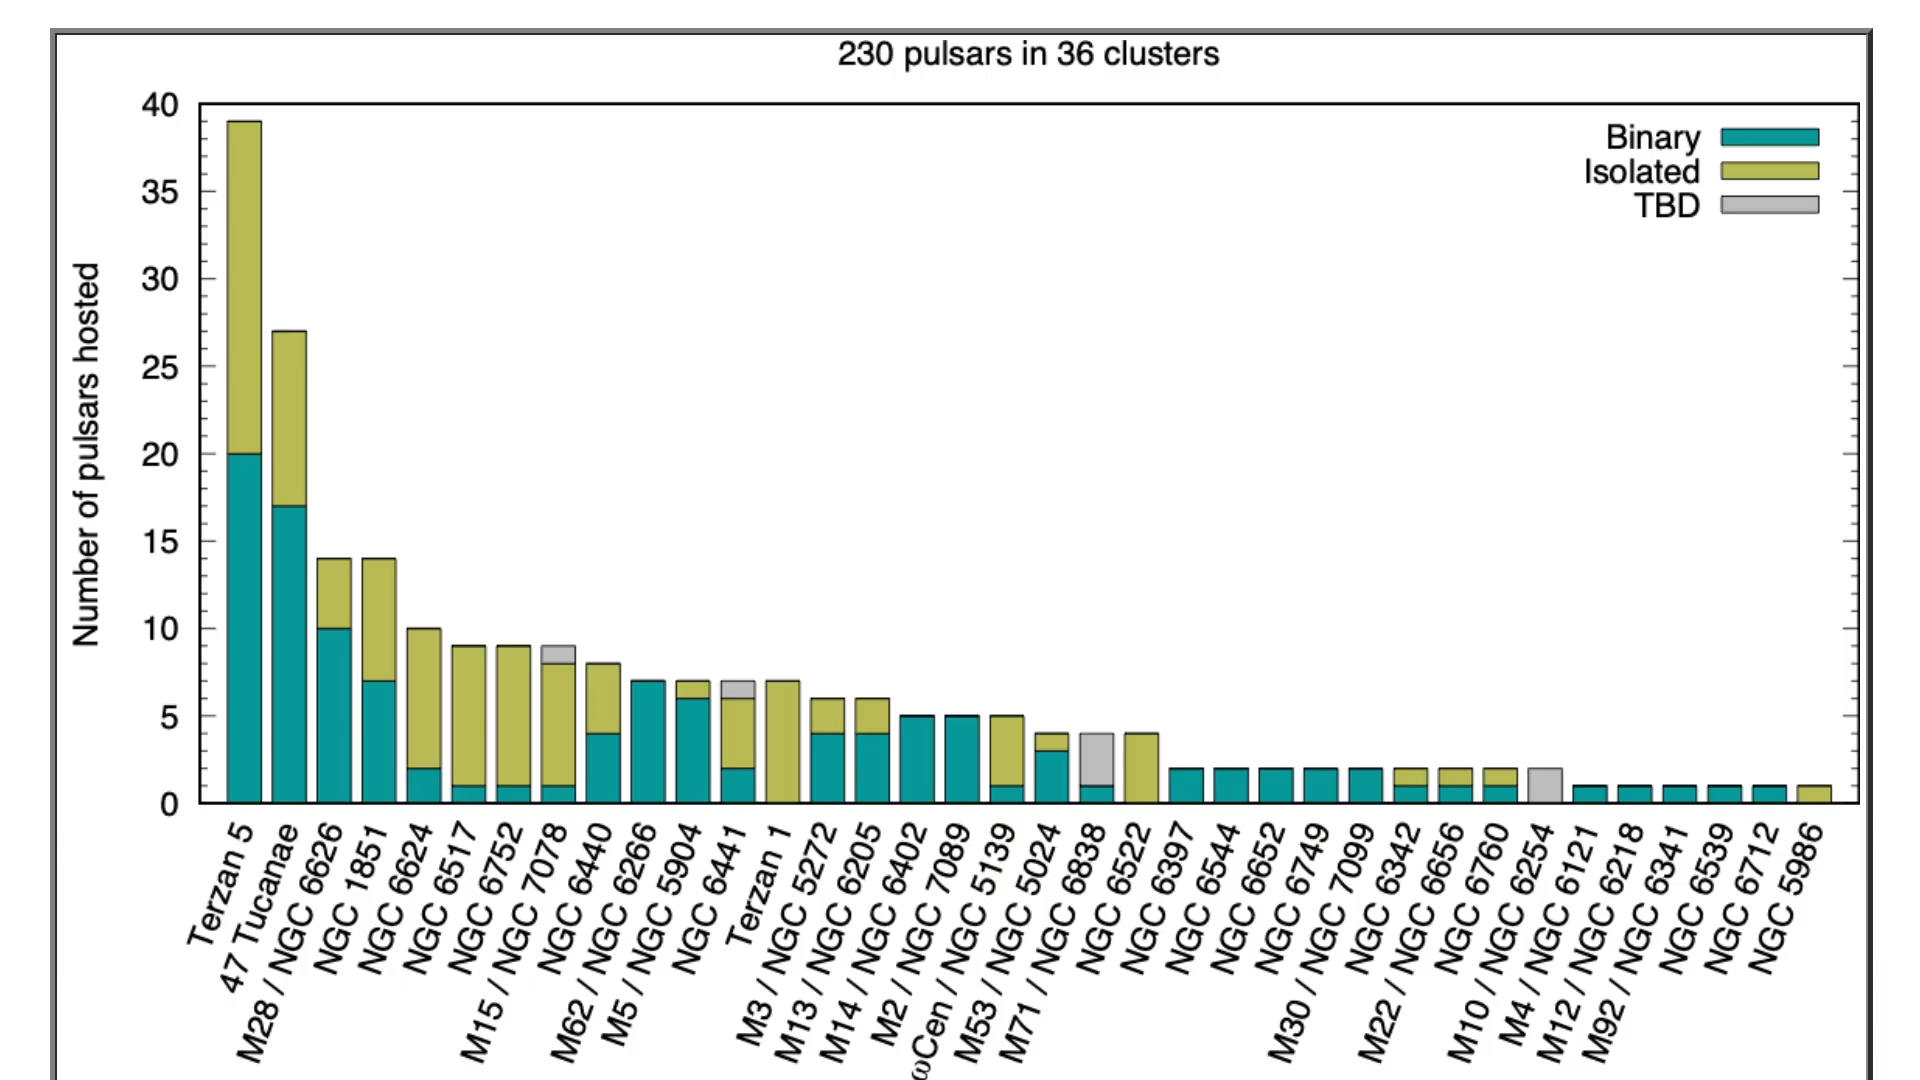 230 pulsars in 36 clusters
40
35
30
25
20
15
10
5
0
Number of pulsars hosted
Binary
Isolated
TBD
Terzan 5
47 Tucanae
M28 / NGC 6626
NGC 1851
NGC 6624
NGC 6517
NGC 6752
M15 / NGC 7078
NGC 6440
M62 / NGC 6266
M5 / NGC 5904
NGC 6441
Terzan 1
M3 / NGC 5272
M13 / NGC 6205
M14 / NGC 6402
M2 / NGC 7089
ωCen / NGC 5139
M53 / NGC 5024
M71 / NGC 6838
NGC 6522
NGC 6397
NGC 6544
NGC 6652
NGC 6749
M30 / NGC 7099
NGC 6342
M22 / NGC 6656
NGC 6760
M10 / NGC 6254
M4 / NGC 6121
M12 / NGC 6218
M92 / NGC 6341
NGC 6539
NGC 6712
NGC 5986